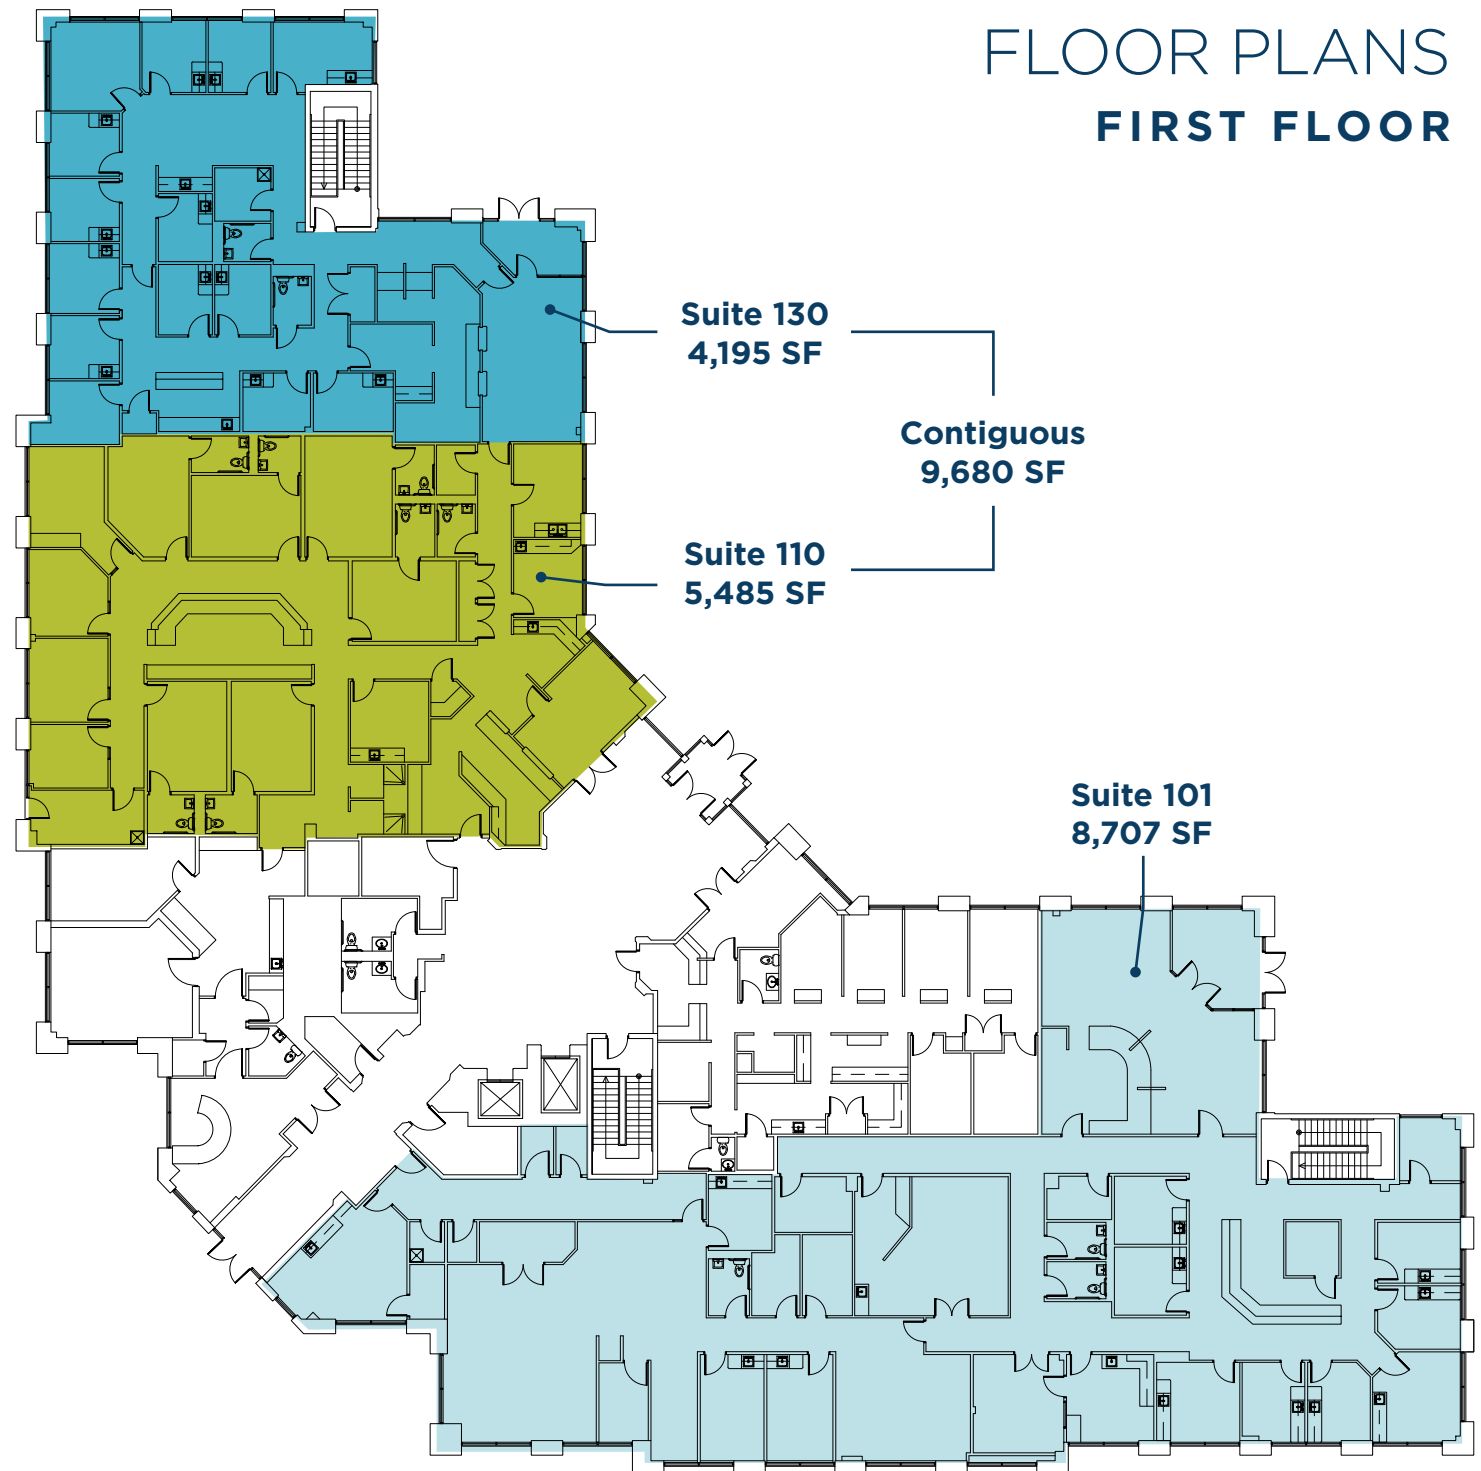 FLOOR PLANS
FIRST FLOOR
Suite 130
4,195 SF
Contiguous
9,680 SF
Suite 110
5,485 SF
Suite 101
8,707 SF